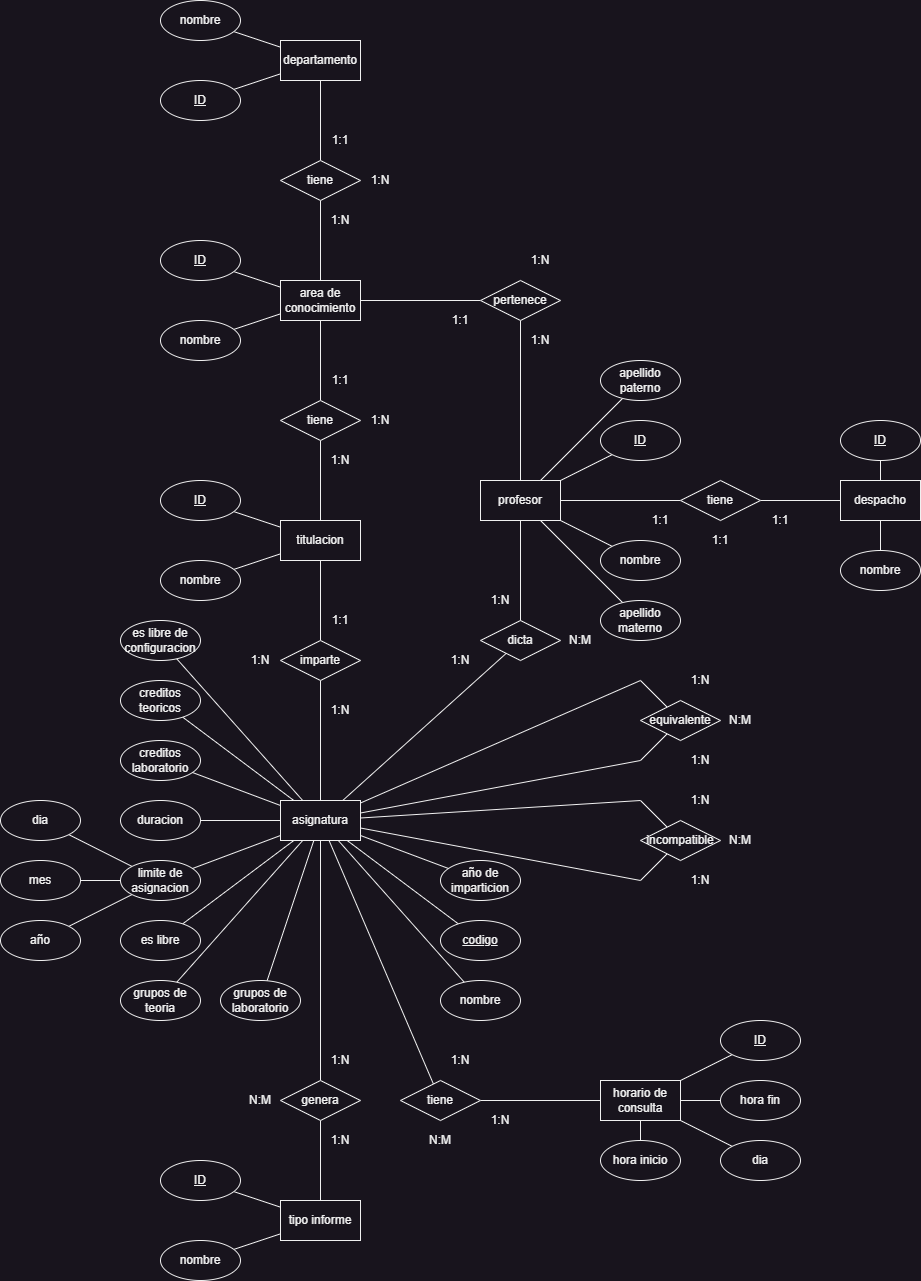 nombre
departamento
ID
1:1
tiene
1:N
1:N
ID
1:N
area de
conocimiento
pertenece
1:1
nombre
1:N
1:1
apellido
paterno
tiene
1:N
ID
1:N
ID
ID
profesor
tiene
despacho
1:1
1:1
titulacion
1:1
nombre
nombre
nombre
1:N
apellido
materno
1:1
es libre de
configuracion
dicta
N:M
1:N
imparte
1:N
1:N
creditos
teoricos
1:N
equivalente
N:M
creditos
laboratorio
1:N
1:N
dia
duracion
asignatura
incompatible
N:M
mes
limite de
asignacion
año de
imparticion
1:N
año
es libre
codigo
grupos de
teoria
grupos de
laboratorio
nombre
ID
1:N
1:N
N:M
genera
tiene
horario de
consulta
hora fin
1:N
1:N
N:M
hora inicio
dia
ID
tipo informe
nombre